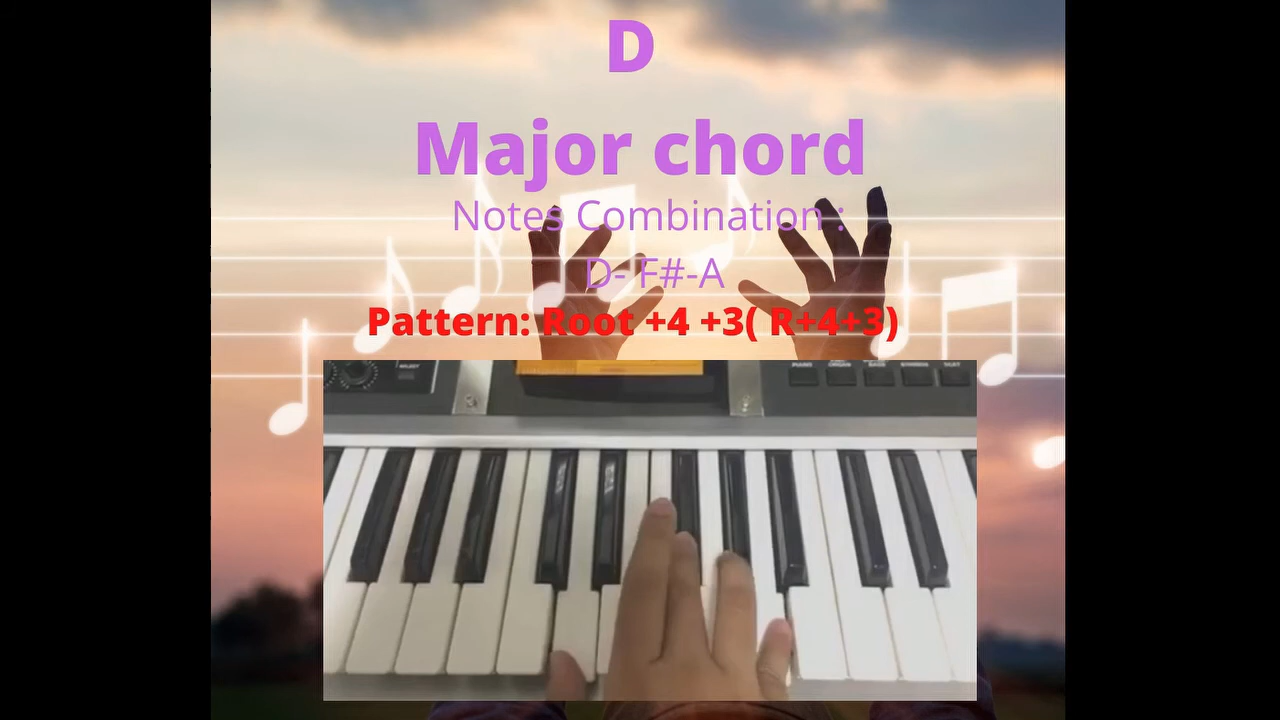 D
Major chord
Notes Combination :
D- F#-A
Pattern: Root +4 +3( R+4+3)